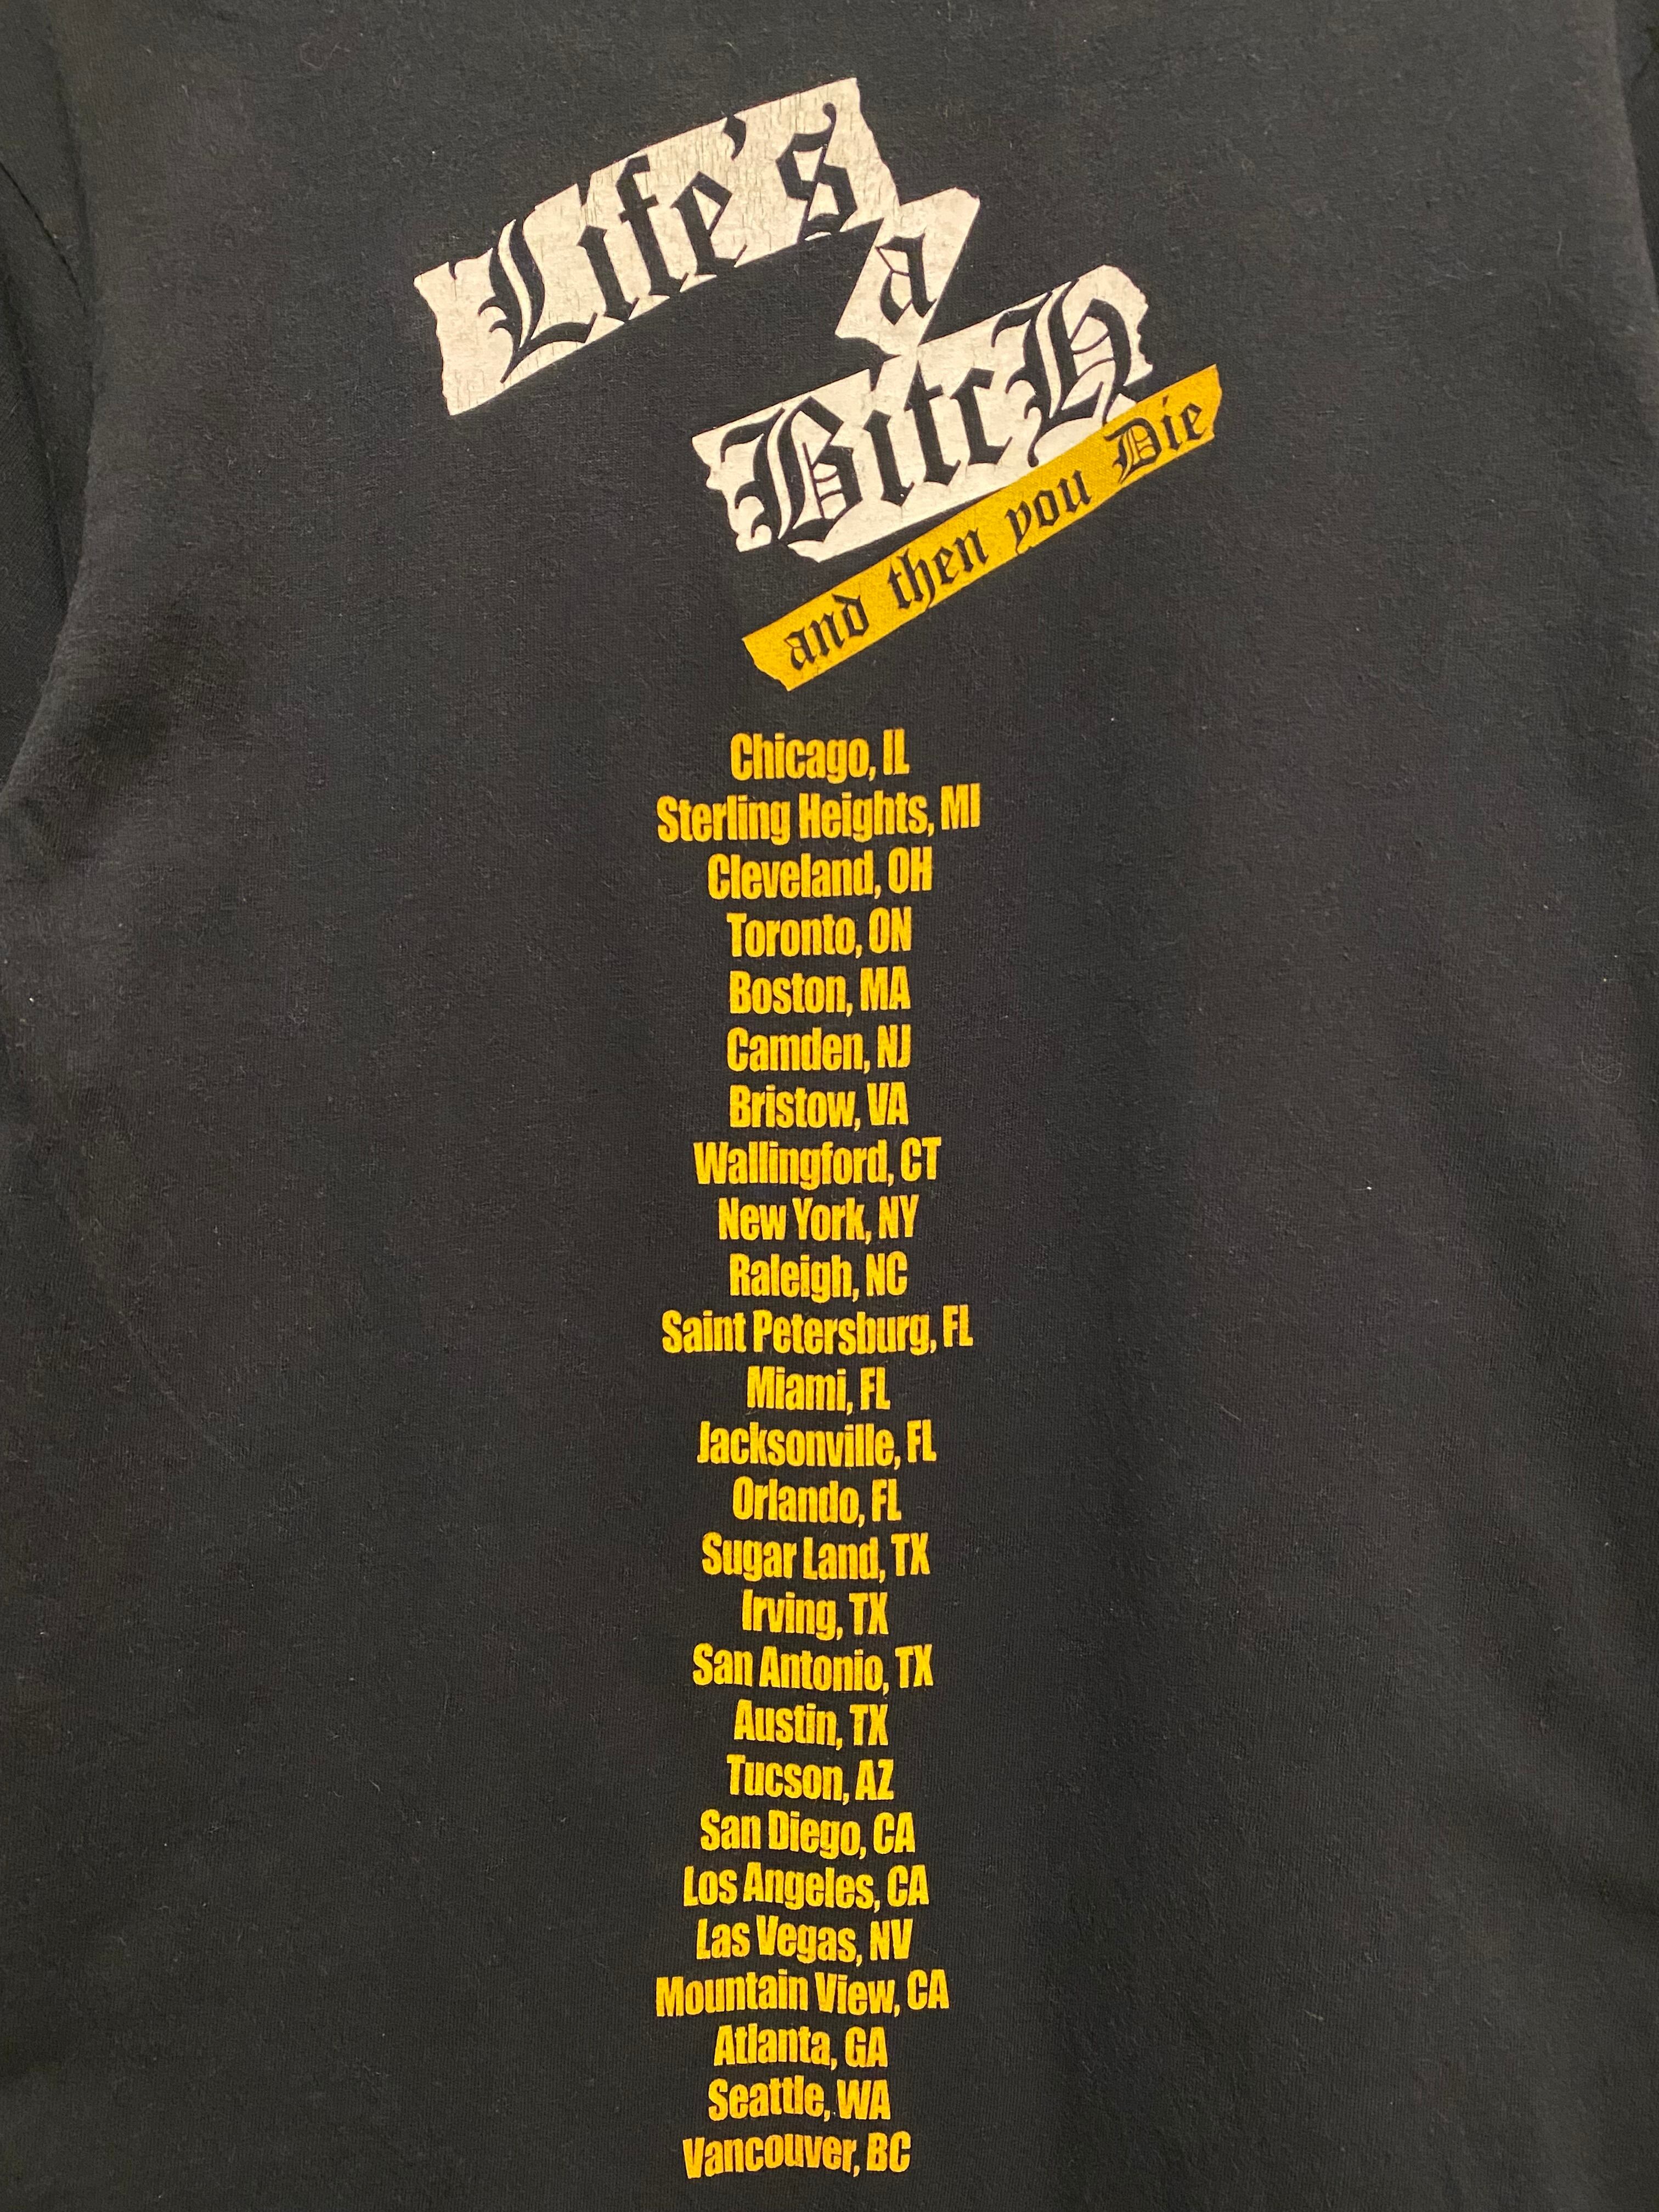 Life's
a
BitcH
and then you Die
Chicago, IL
Sterling Heights, MI
Cleveland, OH
Toronto, ON
Boston, MA
Camden, NJ
Bristow, VA
Wallingford, CT
New York, NY
Raleigh, NC
Saint Petersburg, FL
Miami, FL
Jacksonville, FL
Orlando, FL
Sugar Land, TX
Irving, TX
San Antonio, TX
Austin, TX
Tucson, AZ
San Diego, CA
Los Angeles, CA
Las Vegas, NV
Mountain View, CA
Atlanta, GA
Seattle, WA
Vancouver, BC